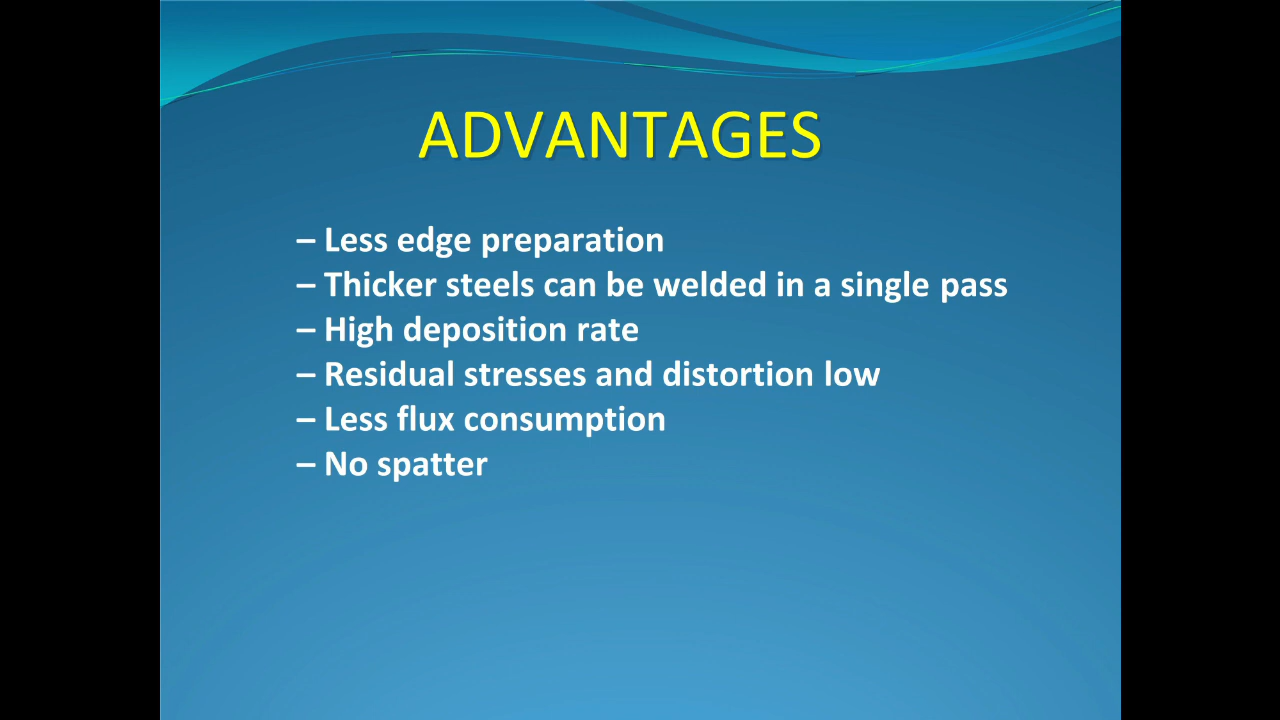 ADVANTAGES
– Less edge preparation
– Thicker steels can be welded in a single pass
– High deposition rate
– Residual stresses and distortion low
– Less flux consumption
– No spatter